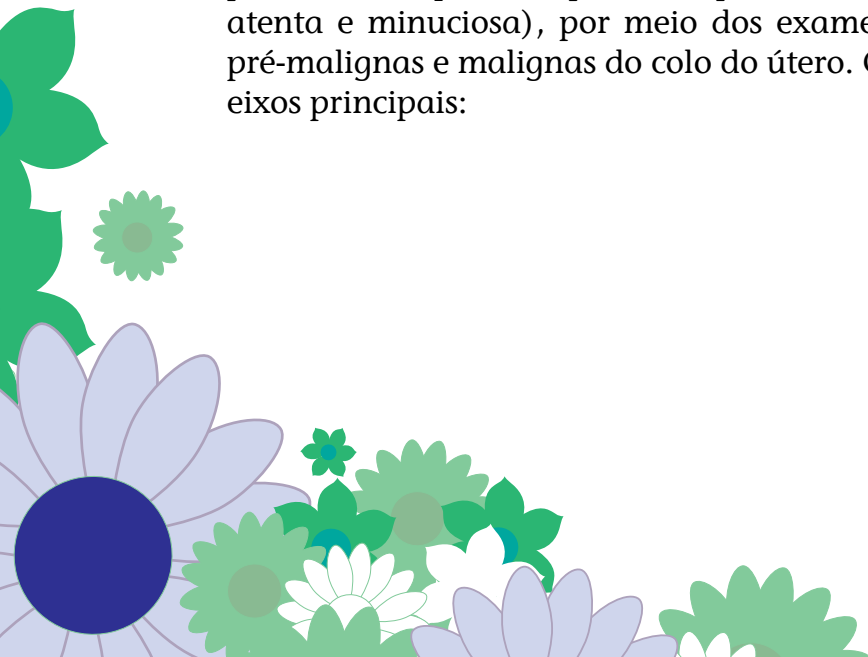 atenta e minuciosa), por meio dos exame
pré-malignas e malignas do colo do útero.
eixos principais: